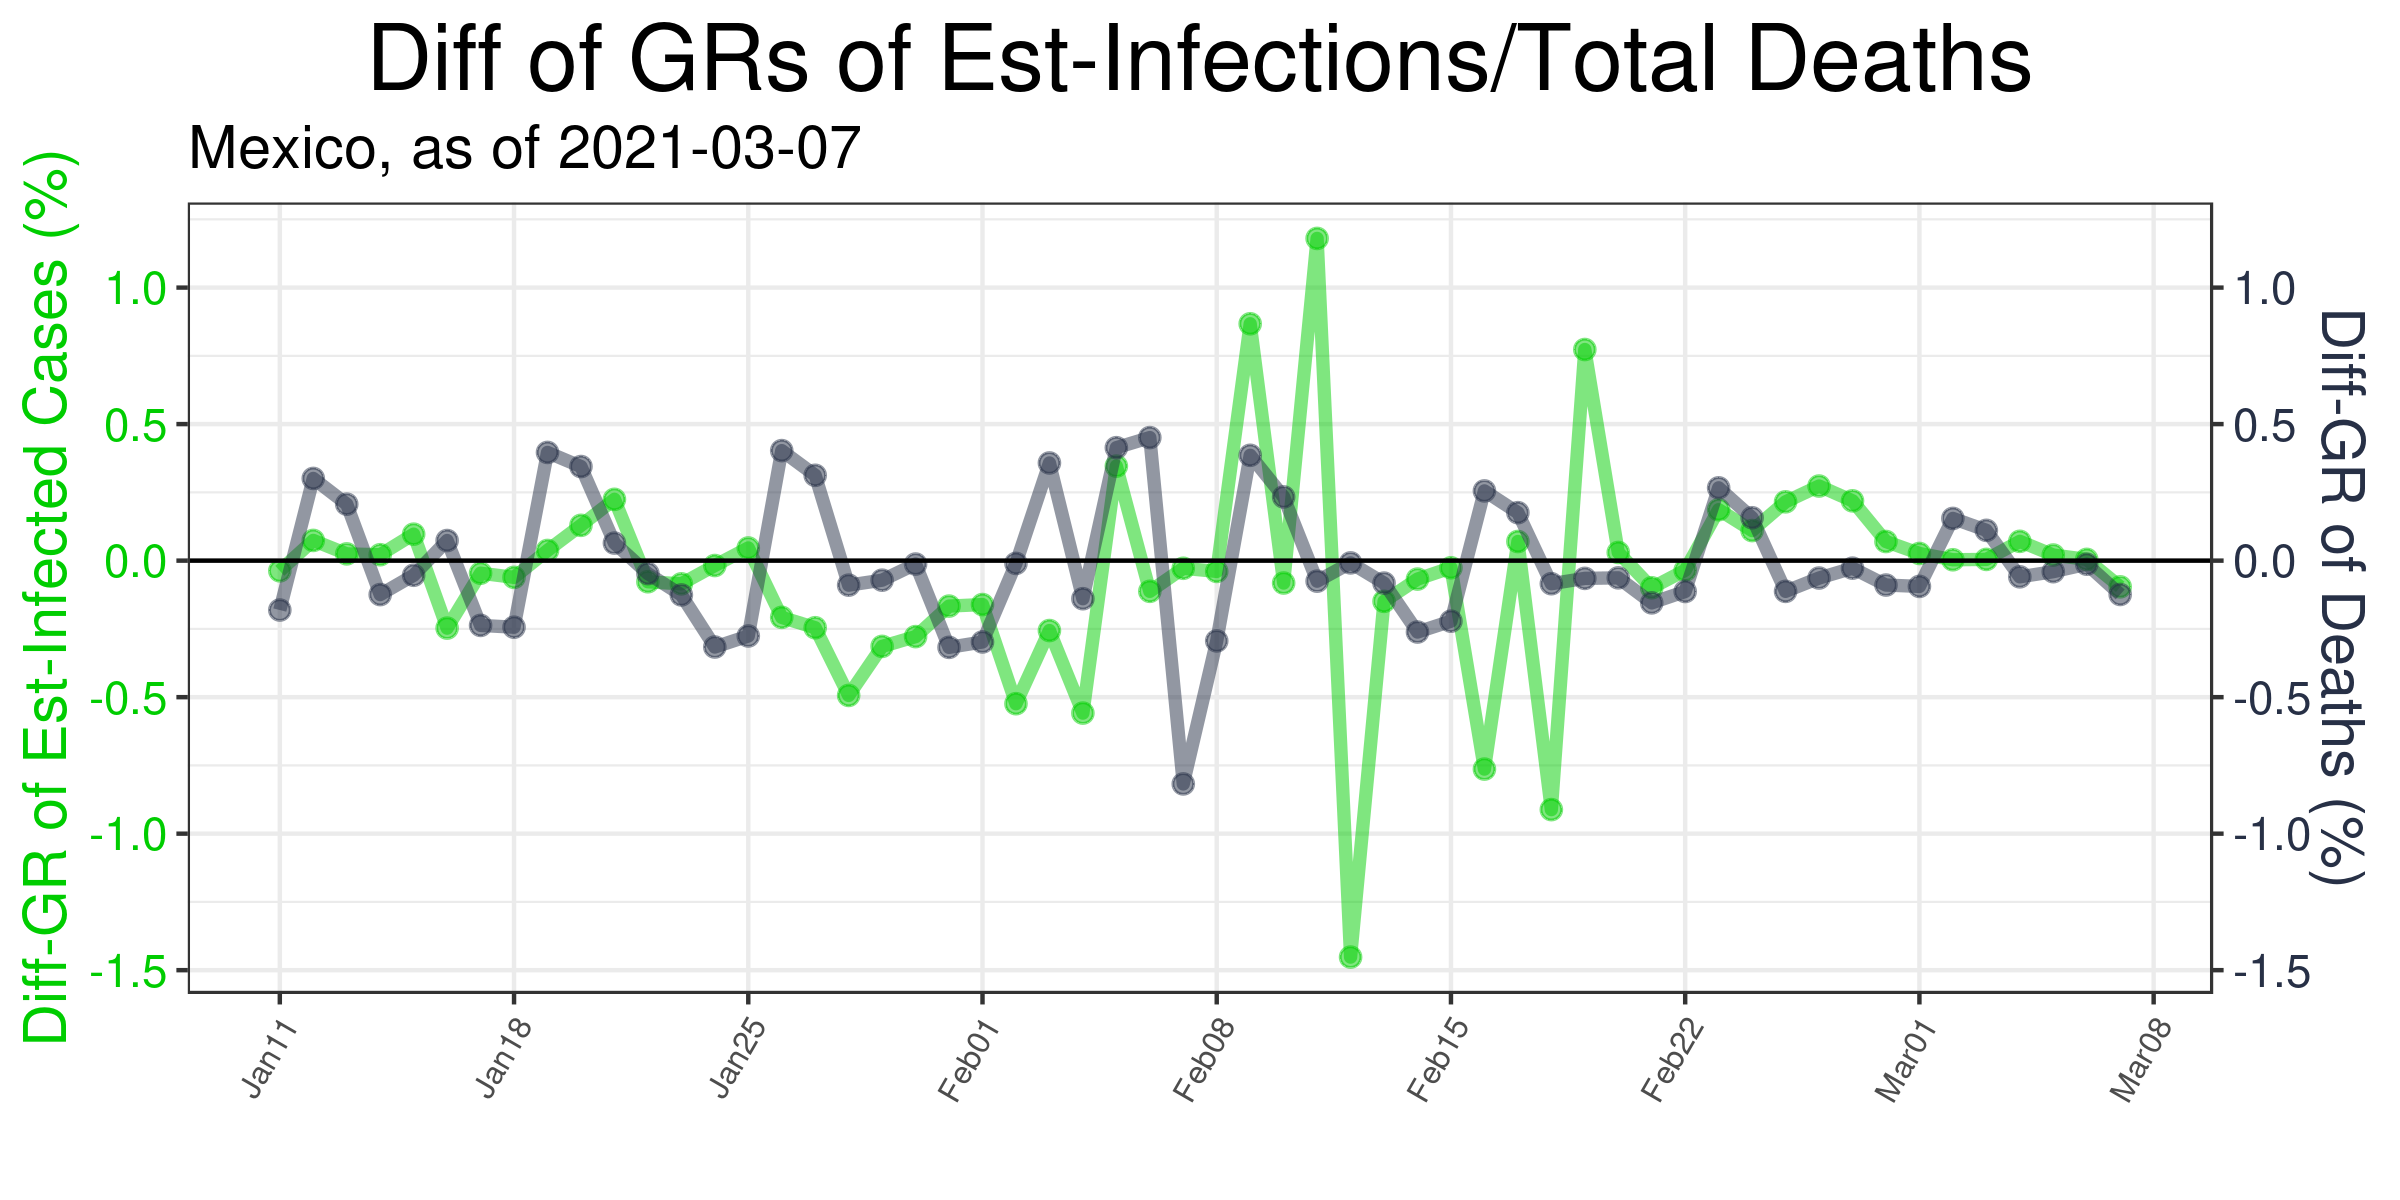 Diff of GRs of Est-Infections/Total Deaths
Mexico, as of 2021-03-07
Diff-GR of Est-Infected Cases (%)
1.0
0.5
0.0
-0.5
-1.0
-1.5
1.0
0.5
0.0
-0.5
-1.0
-1.5
Diff-GR of Deaths (%)
Jan11
Jan18
Jan25
Feb01
Feb08
Feb15
Feb22
Mar01
Mar08